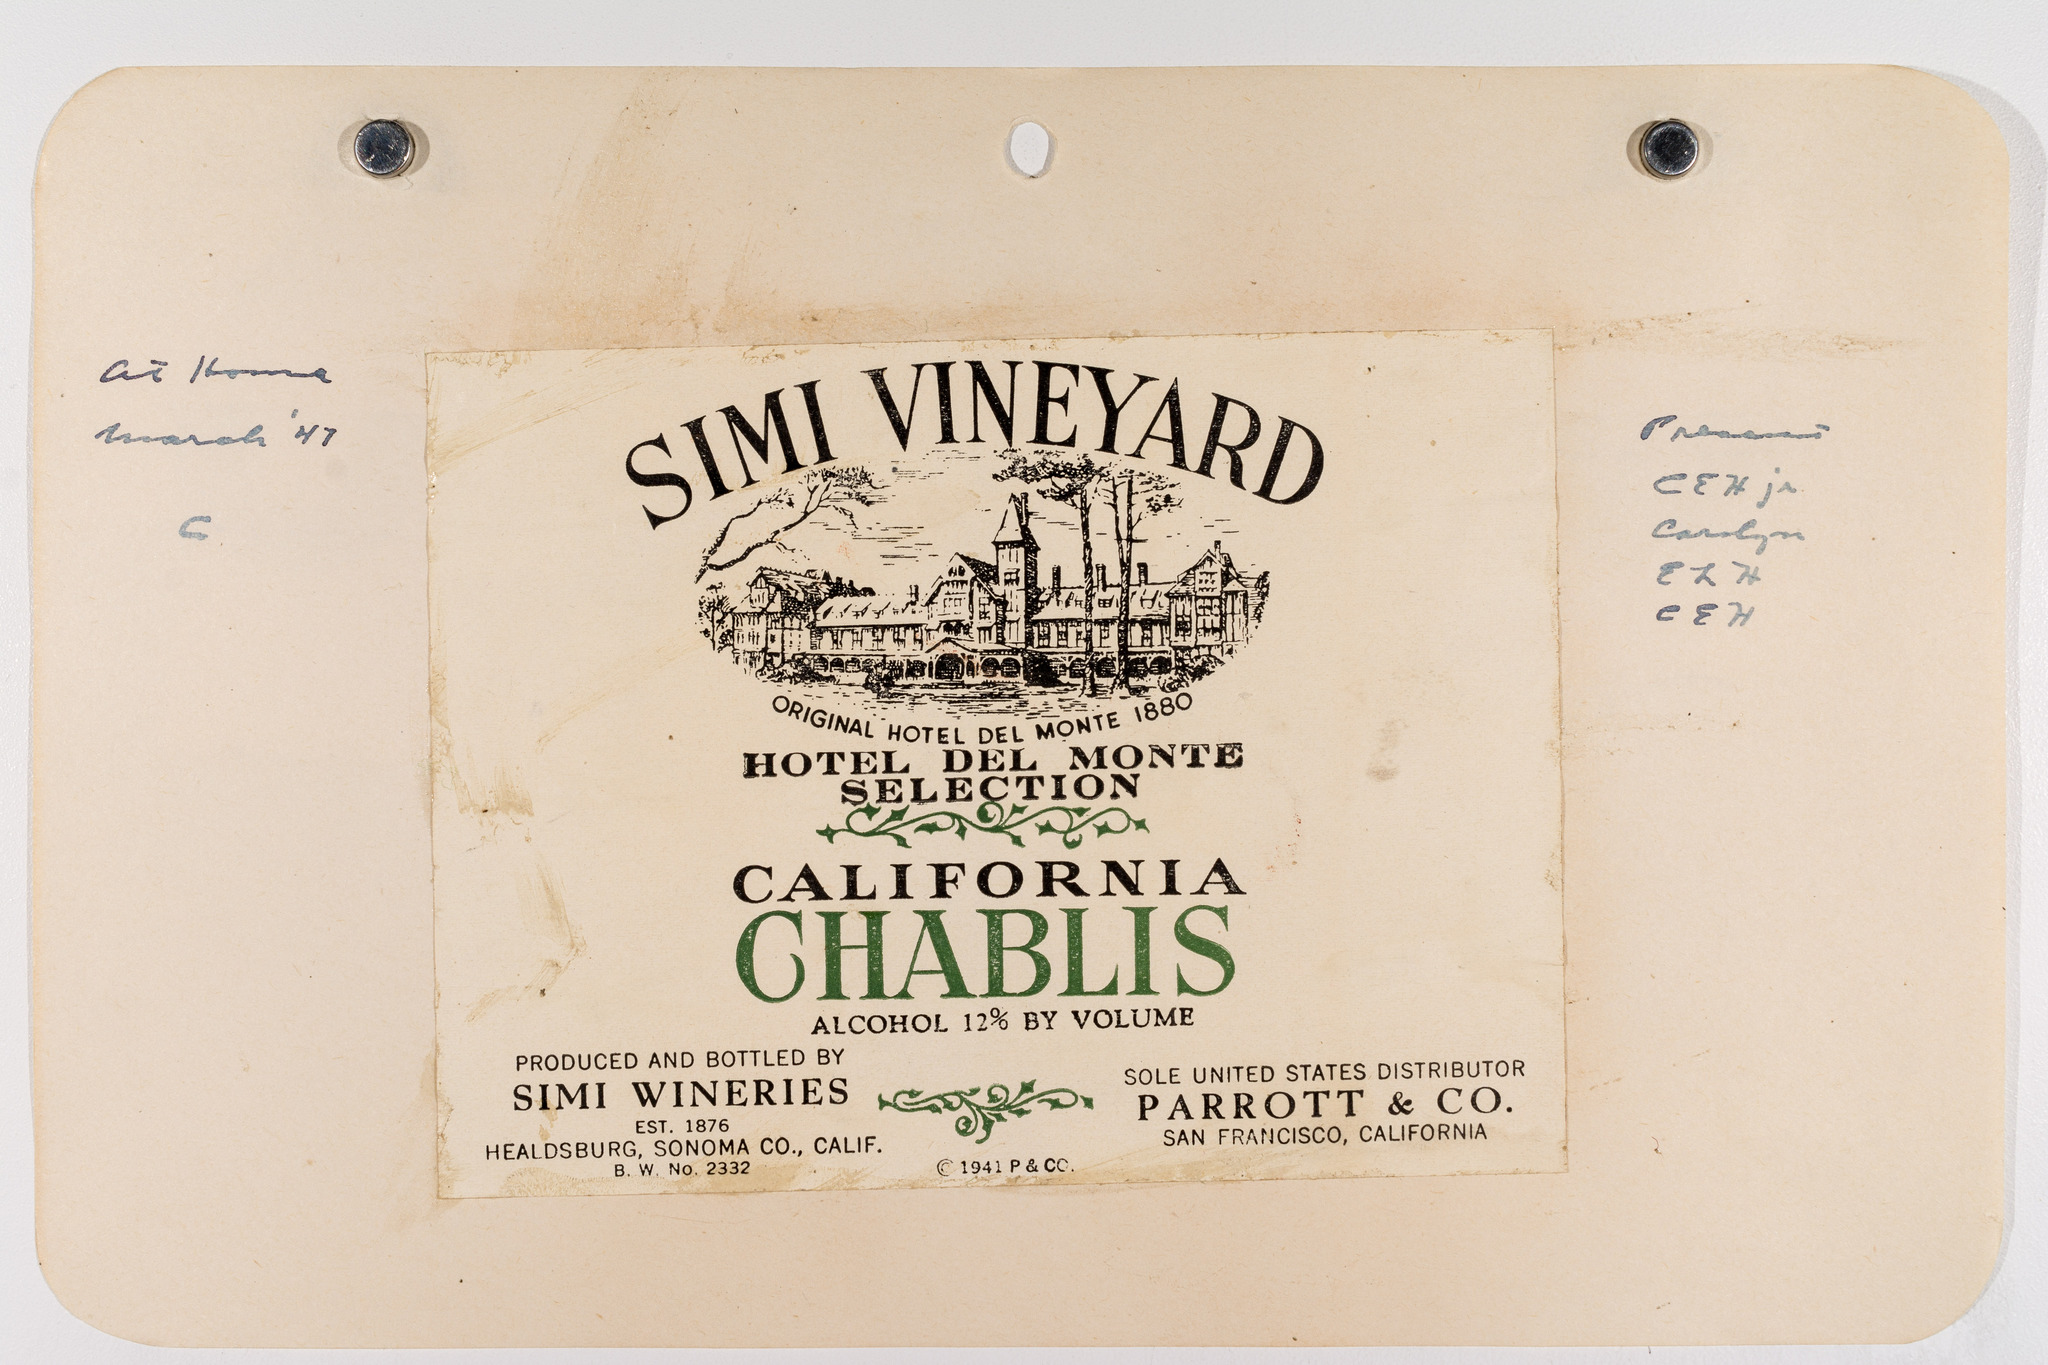 At Home
March '47
C
SIMI VINEYARD
ORIGINAL HOTEL DEL MONTE 1880
HOTEL DEL MONTE
SELECTION
CALIFORNIA
CHABLIS
ALCOHOL 12% BY VOLUME
PRODUCED AND BOTTLED BY
SIMI WINERIES
EST. 1876
HEALDSBURG, SONOMA CO., CALIF.
B. W. No. 2332
© 1941 P & CO.
SOLE UNITED STATES DISTRIBUTOR
PARROTT & CO.
SAN FRANCISCO, CALIFORNIA
Present
CEH jr.
Carolyn
ELH
CEH